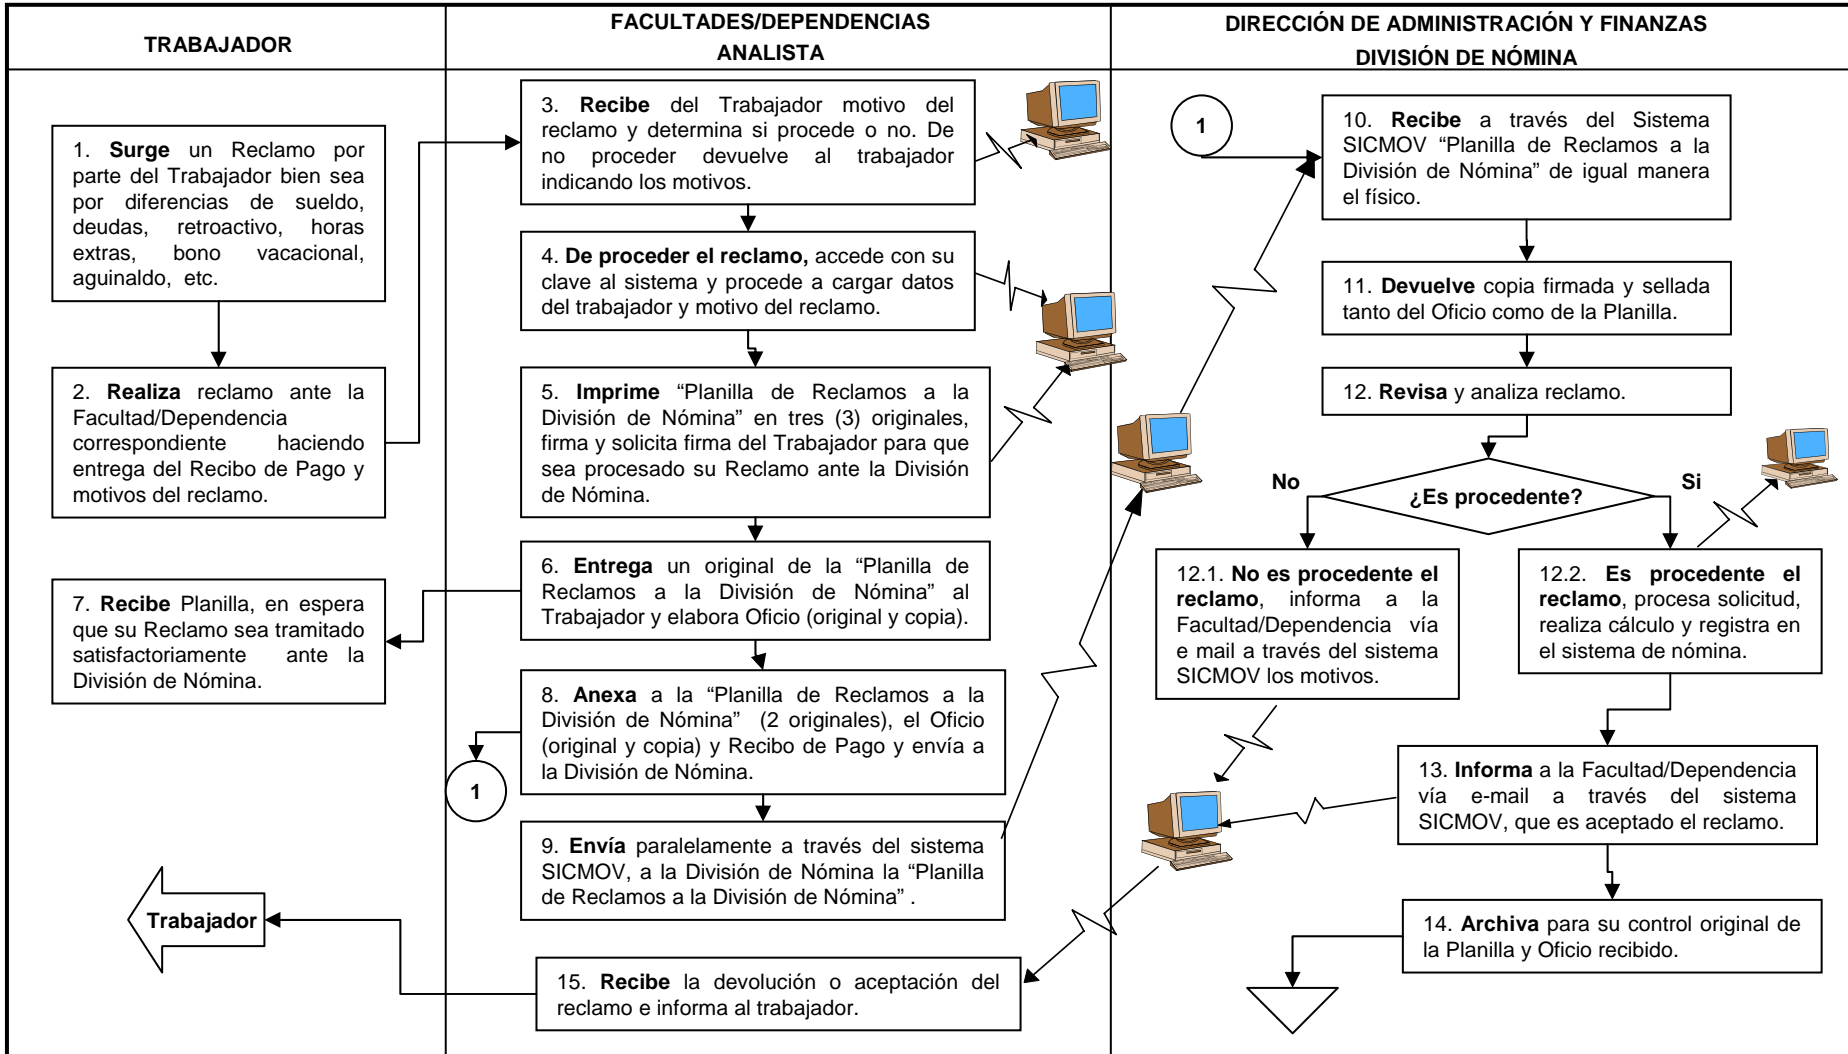 TRABAJADOR
FACULTADES/DEPENDENCIAS
ANALISTA
DIRECCIÓN DE ADMINISTRACIÓN Y FINANZAS
DIVISIÓN DE NÓMINA
1. Surge un Reclamo por
parte del Trabajador bien sea
por diferencias de sueldo,
deudas, retroactivo, horas
extras, bono vacacional,
aguinaldo, etc.
2. Realiza reclamo ante la
Facultad/Dependencia
correspondiente haciendo
entrega del Recibo de Pago y
motivos del reclamo.
3. Recibe del Trabajador motivo del
reclamo y determina si procede o no. De
no proceder devuelve al trabajador
indicando los motivos.
4. De proceder el reclamo, accede con su
clave al sistema y procede a cargar datos
del trabajador y motivo del reclamo.
5. Imprime “Planilla de Reclamos a la
División de Nómina” en tres (3) originales,
firma y solicita firma del Trabajador para que
sea procesado su Reclamo ante la División
de Nómina.
6. Entrega un original de la “Planilla de
Reclamos a la División de Nómina” al
Trabajador y elabora Oficio (original y copia).
7. Recibe Planilla, en espera
que su Reclamo sea tramitado
satisfactoriamente ante la
División de Nómina.
8. Anexa a la “Planilla de Reclamos a la
División de Nómina” (2 originales), el Oficio
(original y copia) y Recibo de Pago y envía a
la División de Nómina.
1
9. Envía paralelamente a través del sistema
SICMOV, a la División de Nómina la “Planilla
de Reclamos a la División de Nómina” .
1
10. Recibe a través del Sistema
SICMOV “Planilla de Reclamos a la
División de Nómina” de igual manera
el físico.
11. Devuelve copia firmada y sellada
tanto del Oficio como de la Planilla.
12. Revisa y analiza reclamo.
No
¿Es procedente?
Si
12.1. No es procedente el
reclamo, informa a la
Facultad/Dependencia vía
e mail a través del sistema
SICMOV los motivos.
12.2. Es procedente el
reclamo, procesa solicitud,
realiza cálculo y registra en
el sistema de nómina.
13. Informa a la Facultad/Dependencia
vía e-mail a través del sistema
SICMOV, que es aceptado el reclamo.
14. Archiva para su control original de
la Planilla y Oficio recibido.
15. Recibe la devolución o aceptación del
reclamo e informa al trabajador.
Trabajador